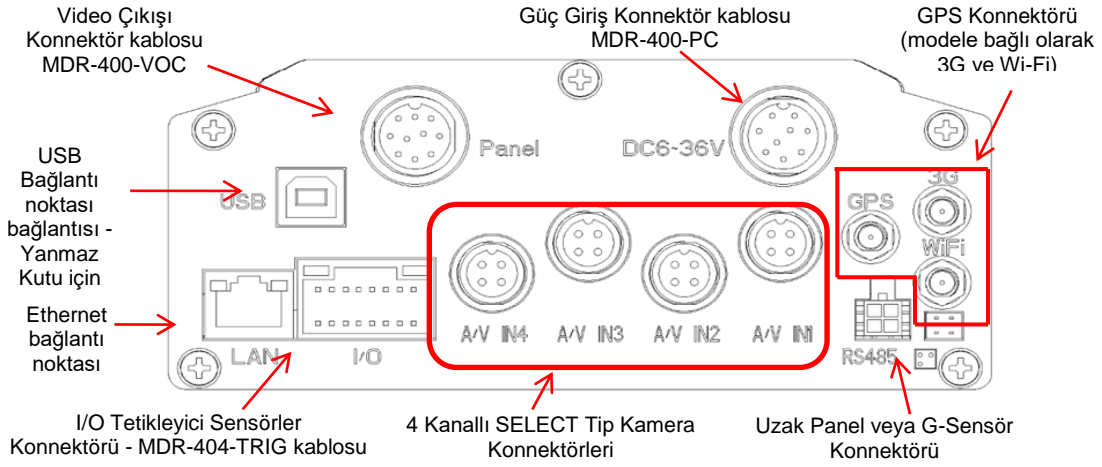 Video Çıkışı
Konnektör kablosu
MDR-400-VOC
Güç Giriş Konnektör kablosu
MDR-400-PC
GPS Konnektörü
(modele bağlı olarak
3G ve Wi-Fi)
Panel
DC6~36V
USB
Bağlantı
noktası
bağlantısı -
Yanmaz
Kutu için
USB
3G
GPS
WiFi
Ethernet
bağlantı
noktası
A/V IN4
A/V IN3
A/V IN2
A/V IN1
LAN
I/O
RS485
I/O Tetikleyici Sensörler
Konnektörü - MDR-404-TRIG kablosu
4 Kanallı SELECT Tip Kamera
Konnektörleri
Uzak Panel veya G-Sensör
Konnektörü